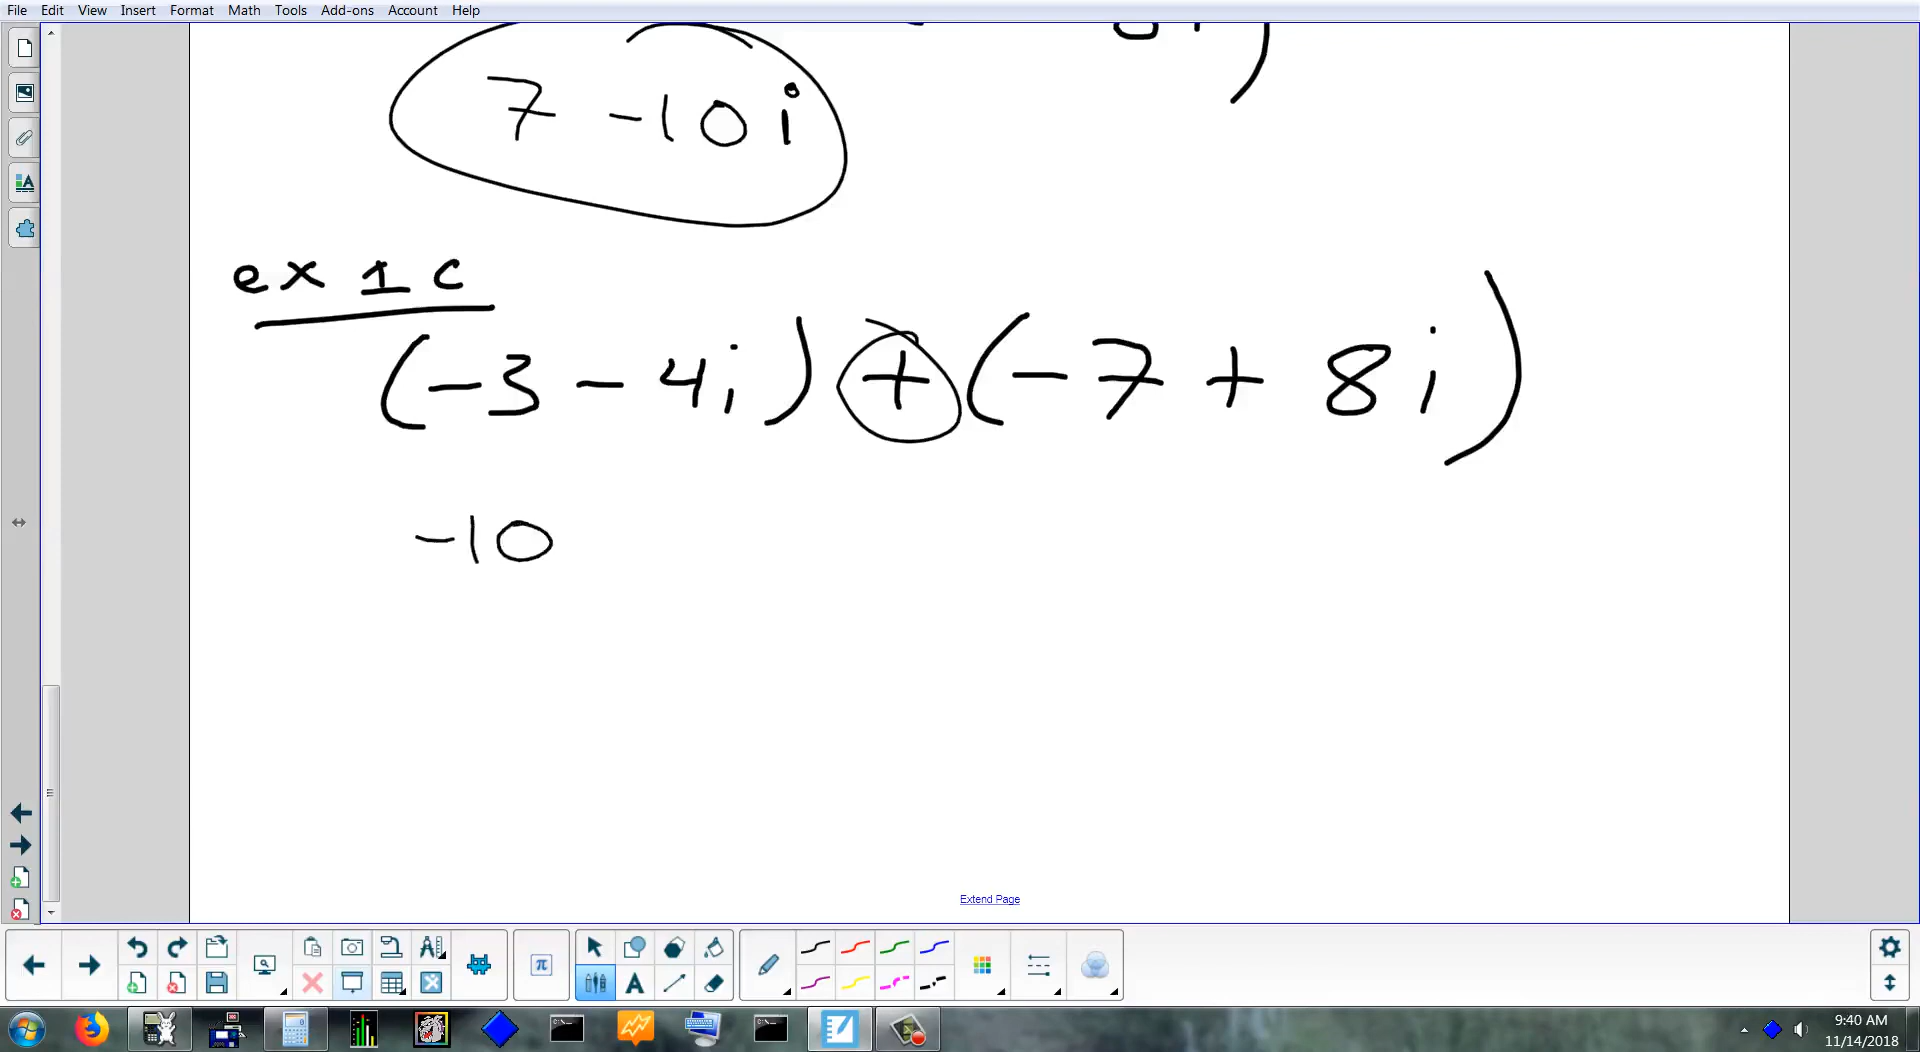 File Edit View Insert Format Math Tools Add-ons Account Help
7 -10i
ex 1 c
(-3 - 4i) + (-7 + 8i)
-10
Extend Page
9:40 AM
11/14/2018